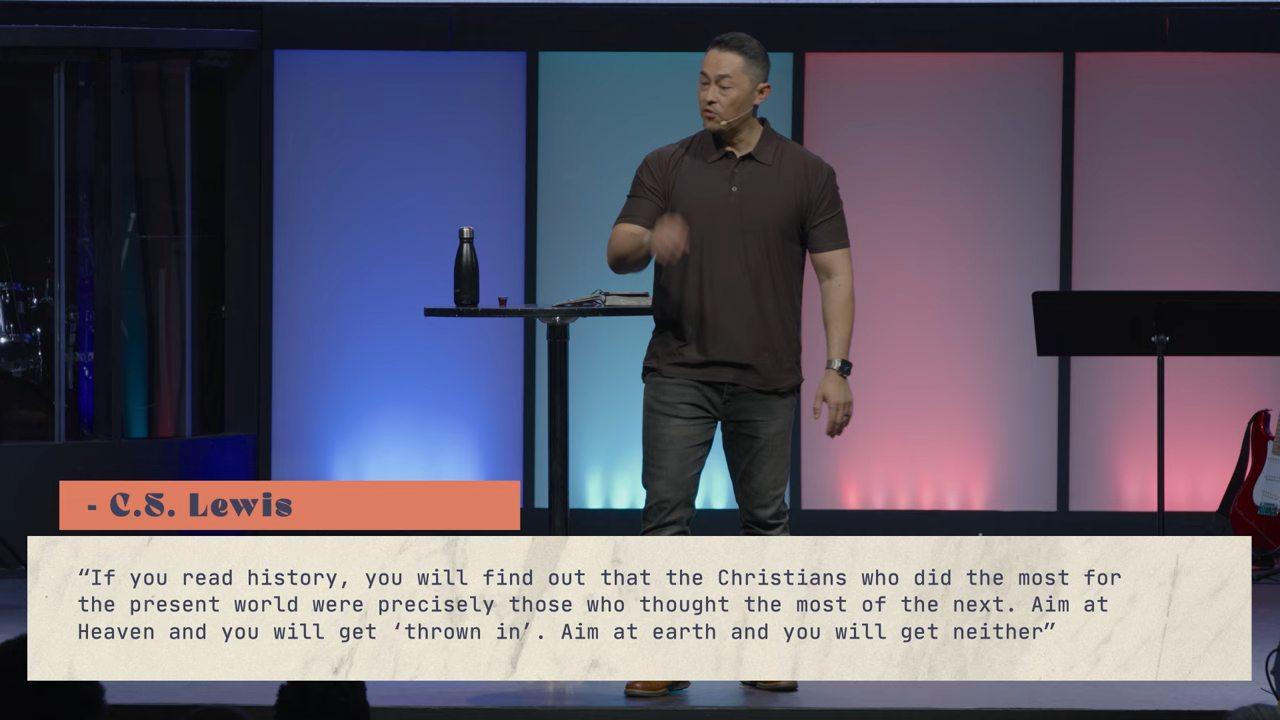 - C.S. Lewis
“If you read history, you will find out that the Christians who did the most for
the present world were precisely those who thought the most of the next. Aim at
Heaven and you will get ‘thrown in’. Aim at earth and you will get neither”